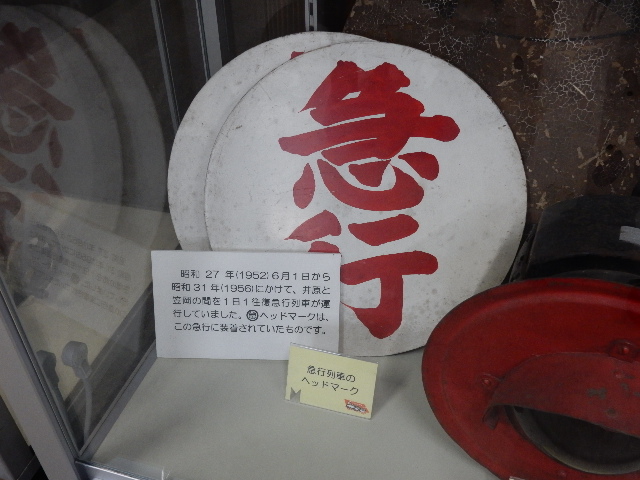 急行
昭和 27 年(1952)6月1日から
昭和31年(1956)にかけて、井原と
笠岡の間を1日1往復急行列車が運
行していました。㊕ヘッドマークは、
この急行に装着されていたものです。
急行列車の
ヘッドマーク